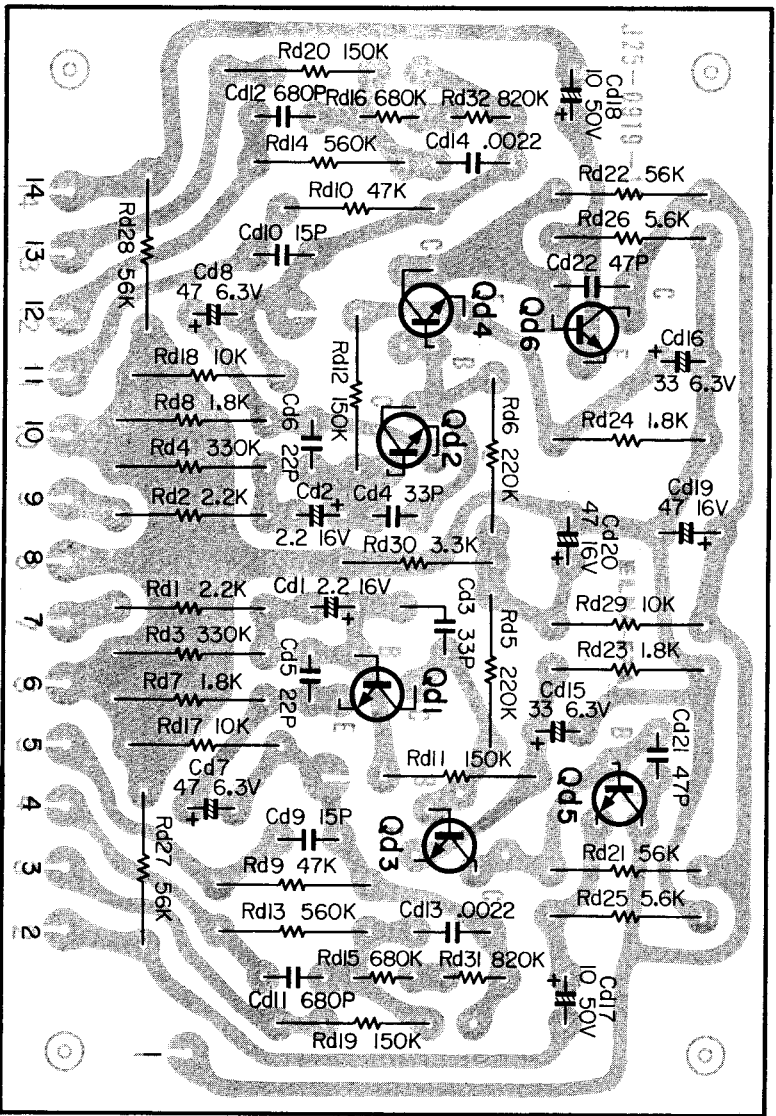 Rd20 150K
Cd12 680P
Rd16 680K
Rd32 820K
Cd18
10 50V
Rd14 560K
Cd14 .0022
Rd10 47K
Rd22 56K
14
Rd28 56K
Rd26 5.6K
13
Cd10 15P
C
Cd22 47P
C
Cd8
47 6.3V
12
Qd4
Qd6
E
Cd16
33 6.3V
Rd18 10K
11
Rd12 150K
B
Rd8 1.8K
10
Cd6 22P
C
Qd2
Rd6 220K
Rd24 1.8K
Rd4 330K
9
Rd2 2.2K
Cd2
2.2 16V
Cd4 33P
Cd20
47 16V
Cd19
47 16V
8
Rd30 3.3K
Rd1 2.2K
Cd1 2.2 16V
7
Cd3 33P
Rd5 220K
Rd29 10K
Rd3 330K
B
Rd23 1.8K
6
Cd5 22P
Qd1
Rd7 1.8K
E
Cd15
33 6.3V
Rd17 10K
5
B
Cd21 47P
Cd7
47 6.3V
Rd11 150K
4
Qd5
Cd9 15P
Qd3
3
Rd27 56K
Rd9 47K
Rd21 56K
2
Rd13 560K
Cd13 .0022
Rd25 5.6K
Rd15 680K
Rd31 820K
Cd11 680P
Cd17
10 50V
Rd19 150K
1